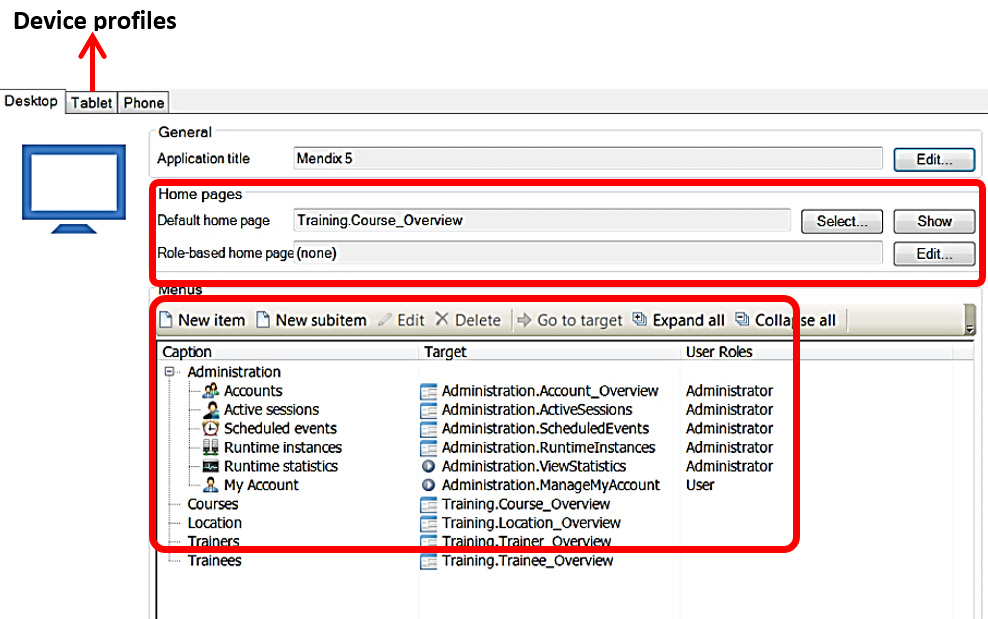 Device profiles
Desktop Tablet Phone
General
Application title Mendix 5 Edit...
Home pages
Default home page Training.Course_Overview Select... Show
Role-based home page (none) Edit...
Menus
New item New subitem Edit Delete Go to target Expand all Collapse all
Caption Target User Roles
Administration
Accounts Administration.Account_Overview Administrator
Active sessions Administration.ActiveSessions Administrator
Scheduled events Administration.ScheduledEvents Administrator
Runtime instances Administration.RuntimeInstances Administrator
Runtime statistics Administration.ViewStatistics Administrator
My Account Administration.ManageMyAccount User
Courses Training.Course_Overview
Location Training.Location_Overview
Trainers Training.Trainer_Overview
Trainees Training.Trainee_Overview